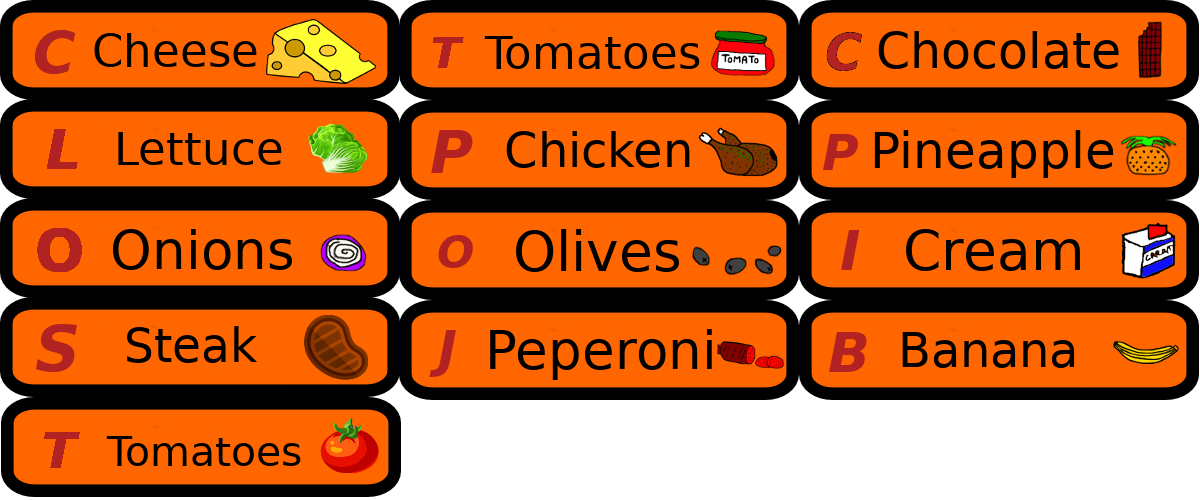 C Cheese
T Tomatoes TOMATO
C Chocolate
L Lettuce
P Chicken
P Pineapple
O Onions
O Olives
I Cream CREAM
S Steak
J Peperoni
B Banana
T Tomatoes